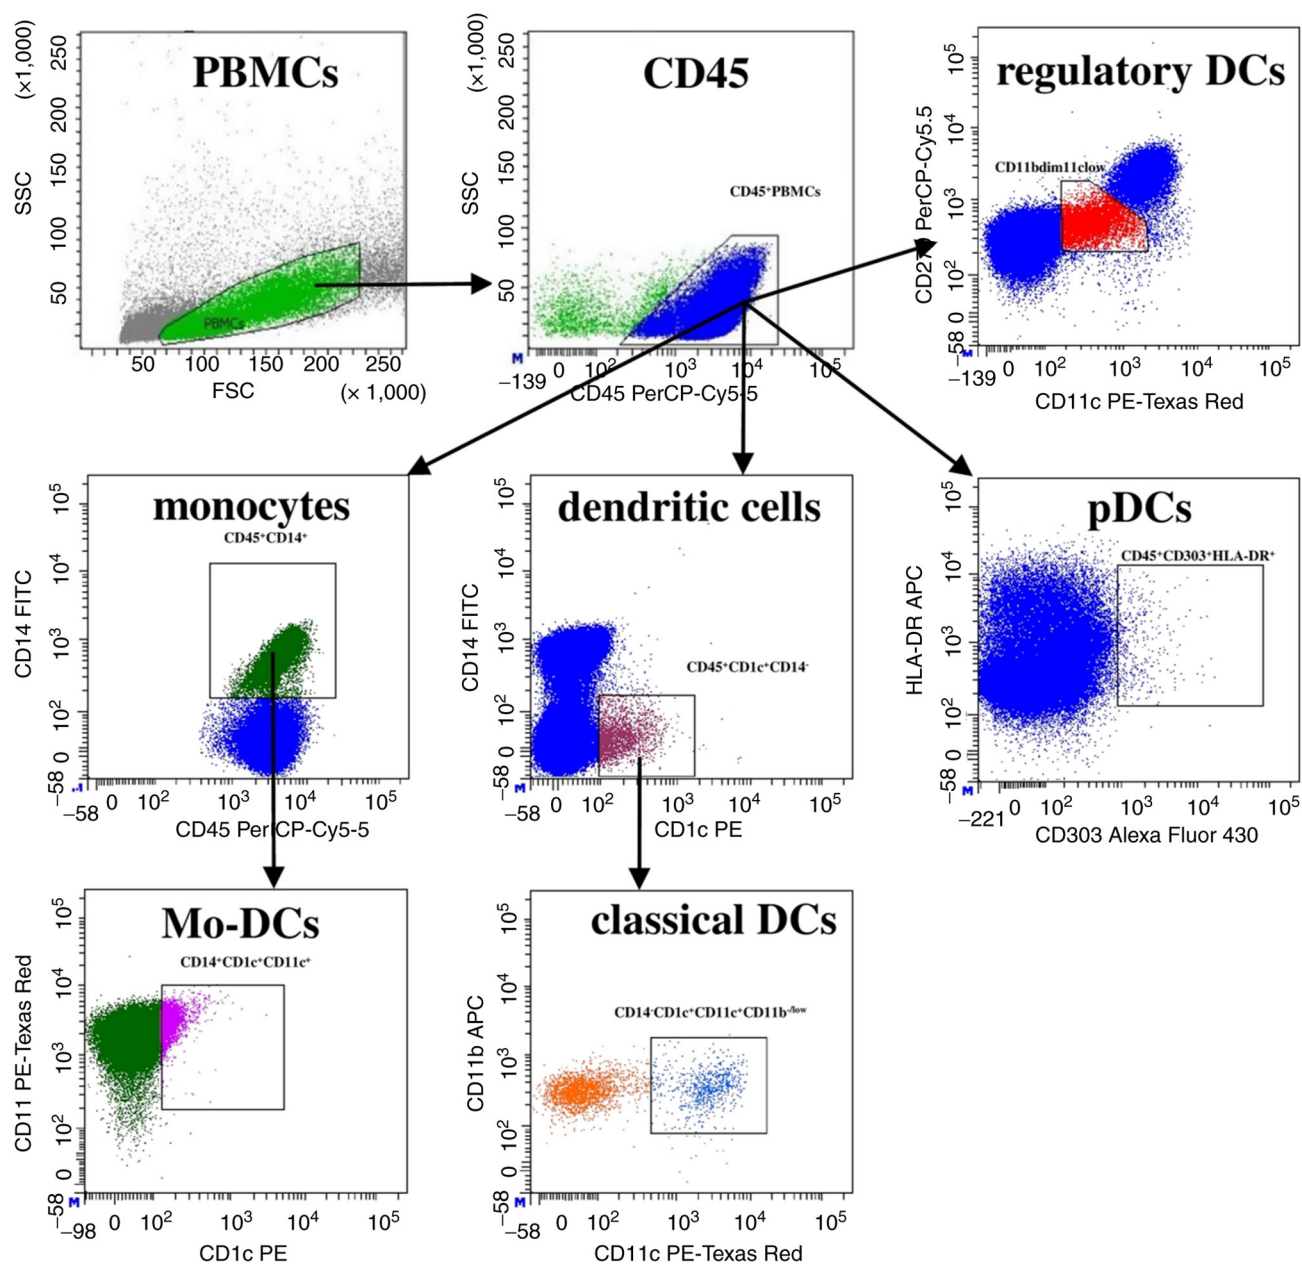 PBMCs
(×1,000)
SSC
250
200
150
100
50
PBMCs
50 100 150 200 250
FSC (× 1,000)
CD45
(×1,000)
SSC
250
200
150
100
50
CD45⁺PBMCs
M
−139 0 10² 10³ 10⁴ 10⁵
CD45 PerCP-Cy5-5
regulatory DCs
PerCP-Cy5.5
10⁵
10⁴
10³
10²
0
−58
CD11bdim11clow
M
−139 0 10² 10³ 10⁴ 10⁵
CD11c PE-Texas Red
monocytes
CD45⁺CD14⁺
CD14 FITC
10⁵
10⁴
10³
10²
0
−58
−58 0 10² 10³ 10⁴ 10⁵
CD45 PerCP-Cy5-5
dendritic cells
CD14 FITC
10⁵
10⁴
10³
10²
0
−58
CD45⁺CD1c⁺CD14⁻
M
−58 0 10² 10³ 10⁴ 10⁵
CD1c PE
pDCs
CD45⁺CD303⁺HLA-DR⁺
HLA-DR APC
10⁵
10⁴
10³
10²
0
−58
M
−221 0 10² 10³ 10⁴ 10⁵
CD303 Alexa Fluor 430
Mo-DCs
CD14⁺CD1c⁺CD11c⁺
CD11 PE-Texas Red
10⁵
10⁴
10³
10²
0
−58
M
−98 0 10² 10³ 10⁴ 10⁵
CD1c PE
classical DCs
CD14⁻CD1c⁺CD11c⁺CD11b⁻/low
CD11b APC
10⁵
10⁴
10³
10²
0
−58
M
−58 0 10² 10³ 10⁴ 10⁵
CD11c PE-Texas Red